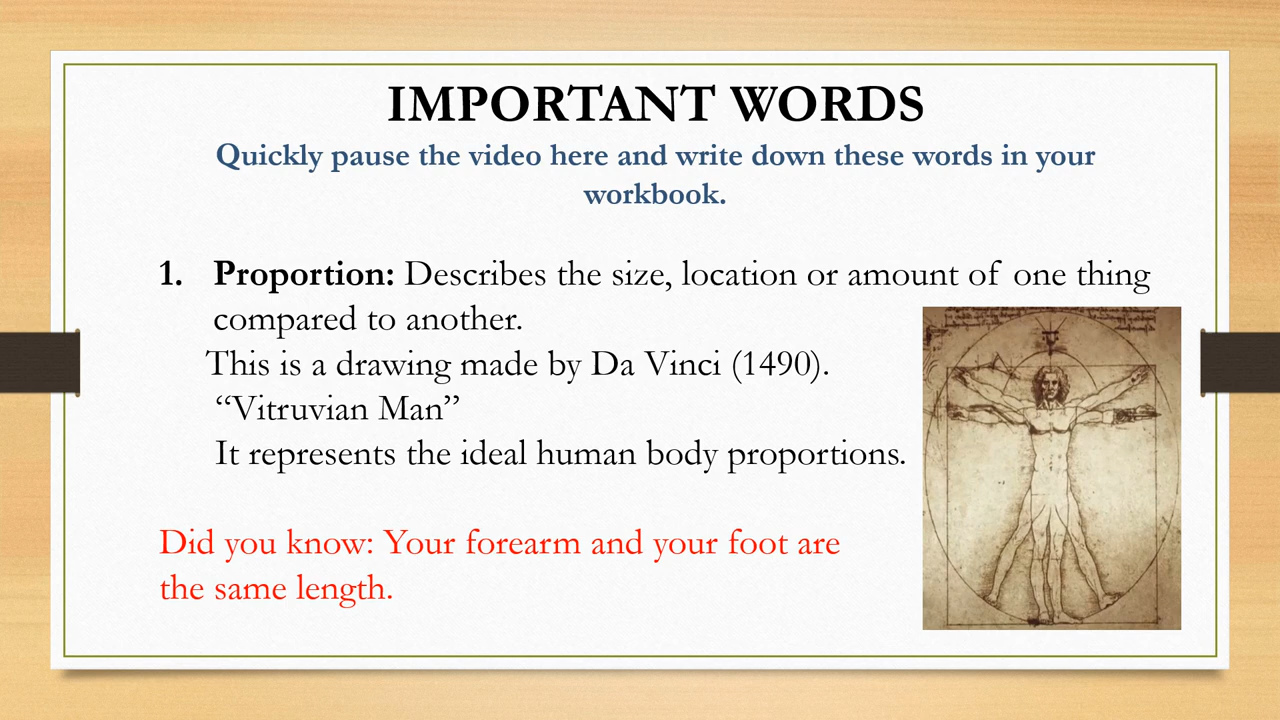 IMPORTANT WORDS
Quickly pause the video here and write down these words in your
workbook.
1. Proportion: Describes the size, location or amount of one thing
compared to another.
This is a drawing made by Da Vinci (1490).
“Vitruvian Man”
It represents the ideal human body proportions.
Did you know: Your forearm and your foot are
the same length.